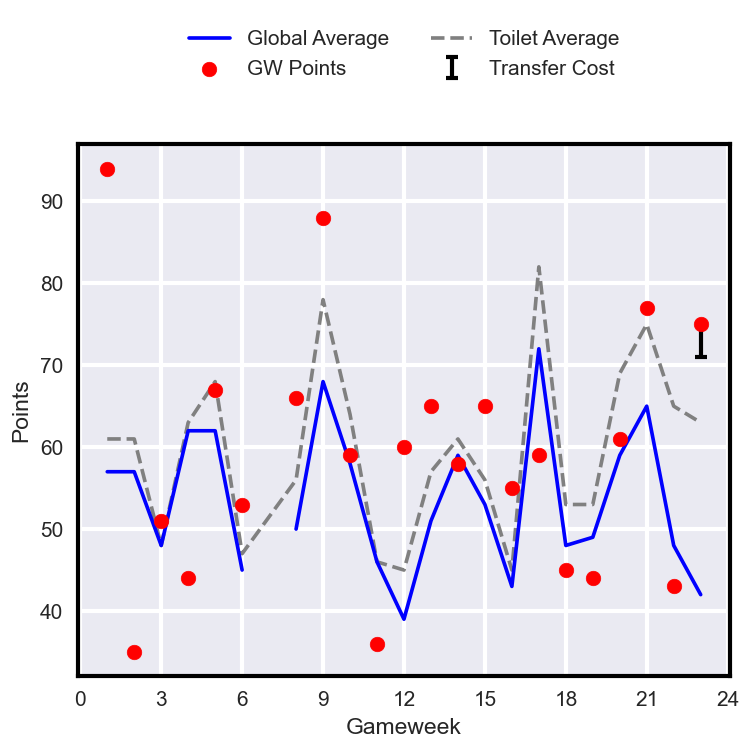 Global Average
Toilet Average
GW Points
Transfer Cost
90
80
70
60
50
40
Points
0 3 6 9 12 15 18 21 24
Gameweek